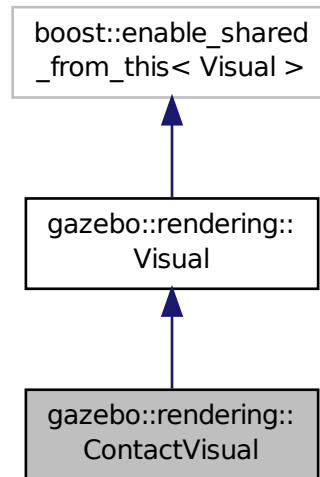 boost::enable_shared
_from_this< Visual >
gazebo::rendering::
Visual
gazebo::rendering::
ContactVisual